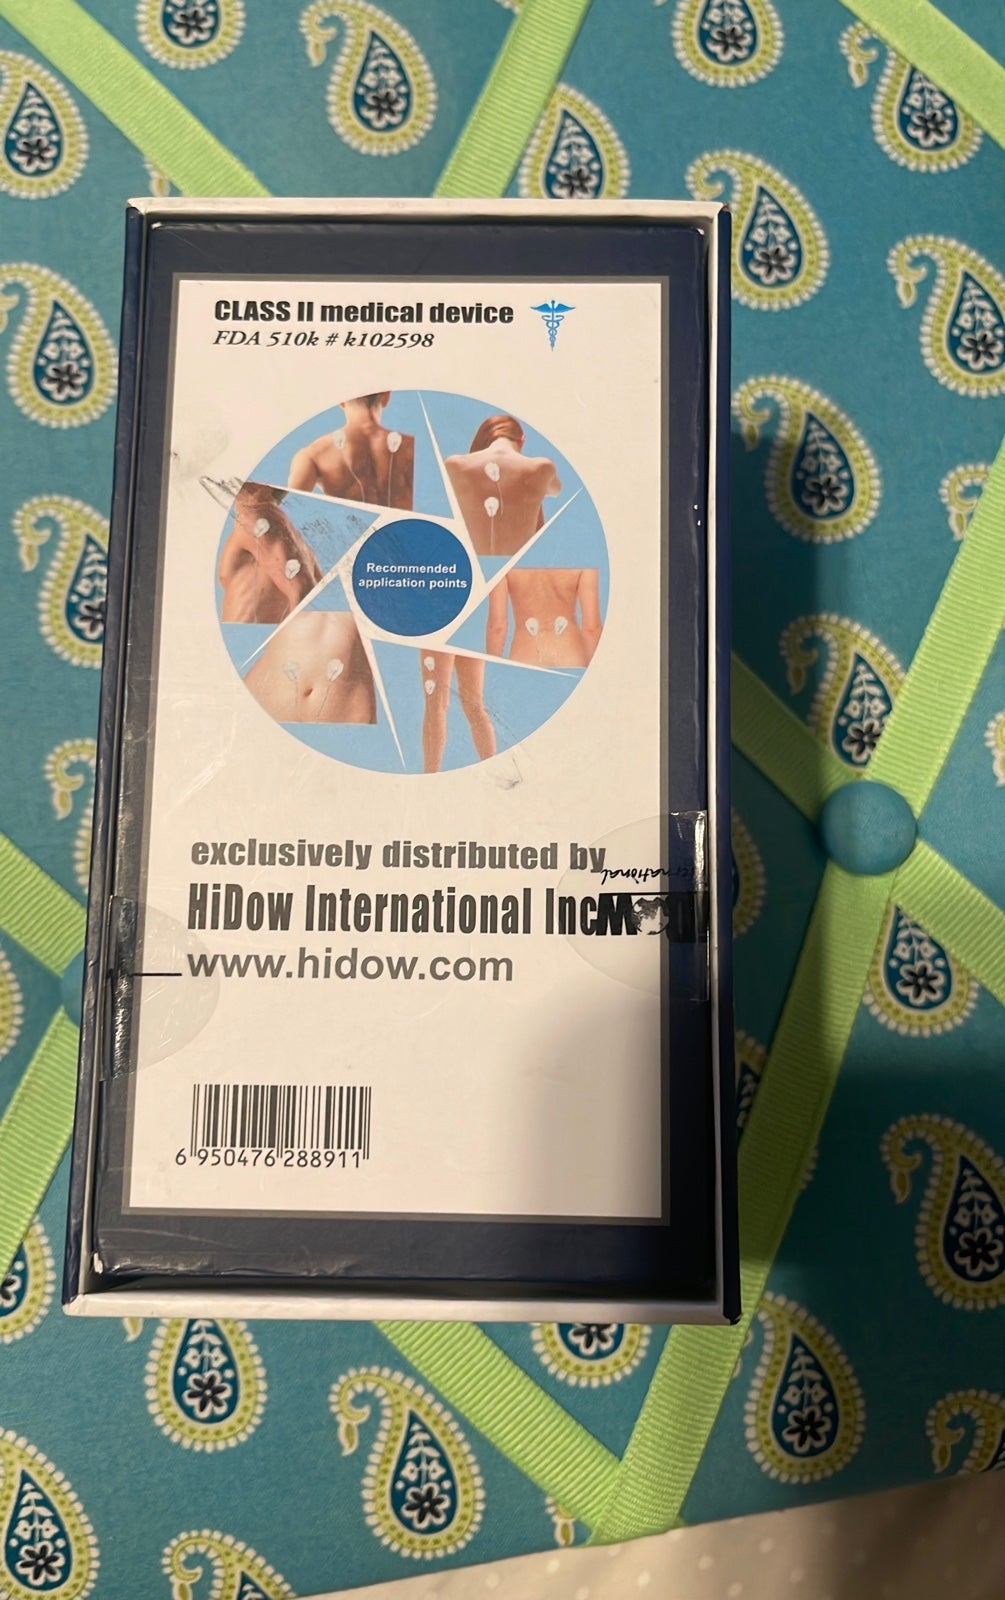 CLASS II medical device
FDA 510k # k102598
Recommended
application points
exclusively distributed by
HiDow International Inc
www.hidow.com
6 950476 288911